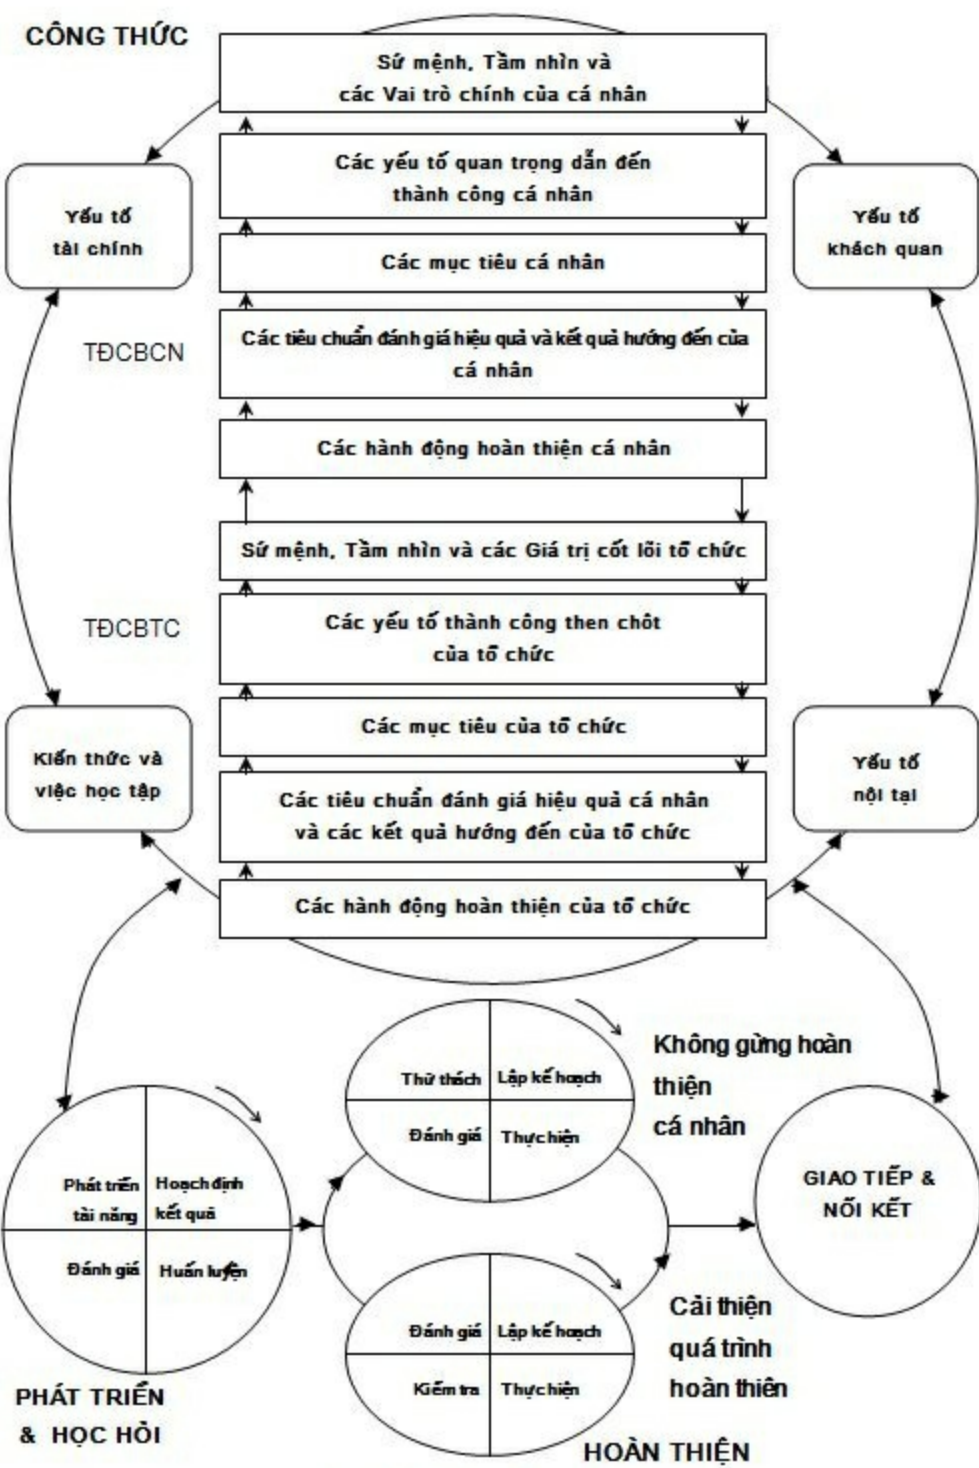 CÔNG THỨC
Sứ mệnh, Tầm nhìn và
các Vai trò chính của cá nhân
Các yếu tố quan trọng dẫn đến
thành công cá nhân
Yếu tố
tài chính
Yếu tố
khách quan
Các mục tiêu cá nhân
TĐCBCN
Các tiêu chuẩn đánh giá hiệu quả và kết quả hướng đến của
cá nhân
Các hành động hoàn thiện cá nhân
Sứ mệnh, Tầm nhìn và các Giá trị cốt lõi tổ chức
TĐCBTC
Các yếu tố thành công then chốt
của tổ chức
Các mục tiêu của tổ chức
Kiến thức và
việc học tập
Yếu tố
nội tại
Các tiêu chuẩn đánh giá hiệu quả cá nhân
và các kết quả hướng đến của tổ chức
Các hành động hoàn thiện của tổ chức
Thử thách
Lập kế hoạch
Đánh giá
Thực hiện
Không gừng hoàn
thiện
cá nhân
Phát triển
tài năng
Hoạch định
kết quả
Đánh giá
Huấn luyện
GIAO TIẾP &
NỐI KẾT
Đánh giá
Lập kế hoạch
Kiểm tra
Thực hiện
Cải thiện
quá trình
hoàn thiên
PHÁT TRIỂN
& HỌC HỎI
HOÀN THIỆN